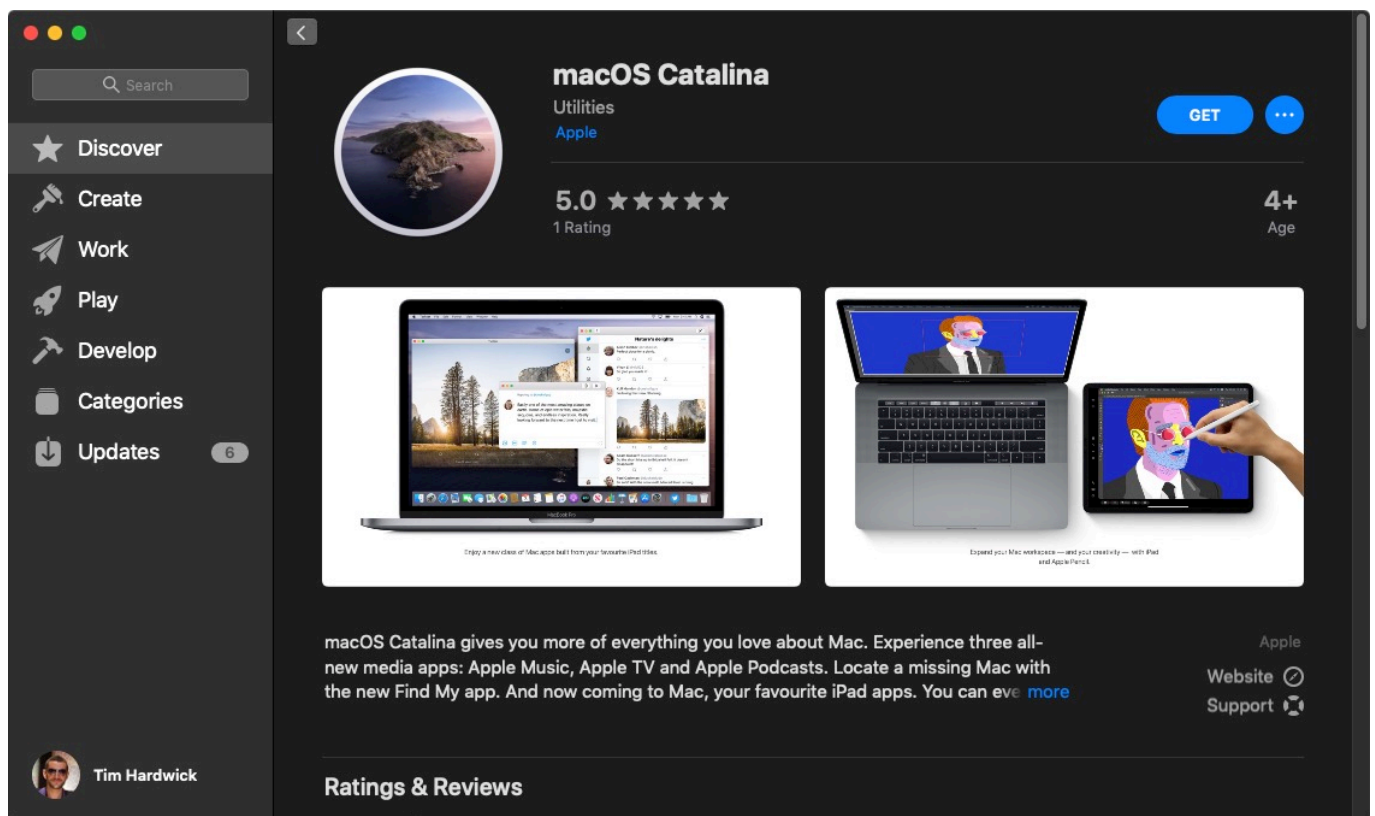 Search
Discover
Create
Work
Play
Develop
Categories
Updates 6
Tim Hardwick
macOS Catalina
Utilities
Apple
GET
5.0
1 Rating
4+
Age
Nature's delights
MacBook Pro
Enjoy a new class of Mac apps built from your favourite iPad titles.
Expand your Mac workspace — and your creativity — with iPad
and Apple Pencil.
macOS Catalina gives you more of everything you love about Mac. Experience three all-
new media apps: Apple Music, Apple TV and Apple Podcasts. Locate a missing Mac with
the new Find My app. And now coming to Mac, your favourite iPad apps. You can eve more
Apple
Website
Support
Ratings & Reviews